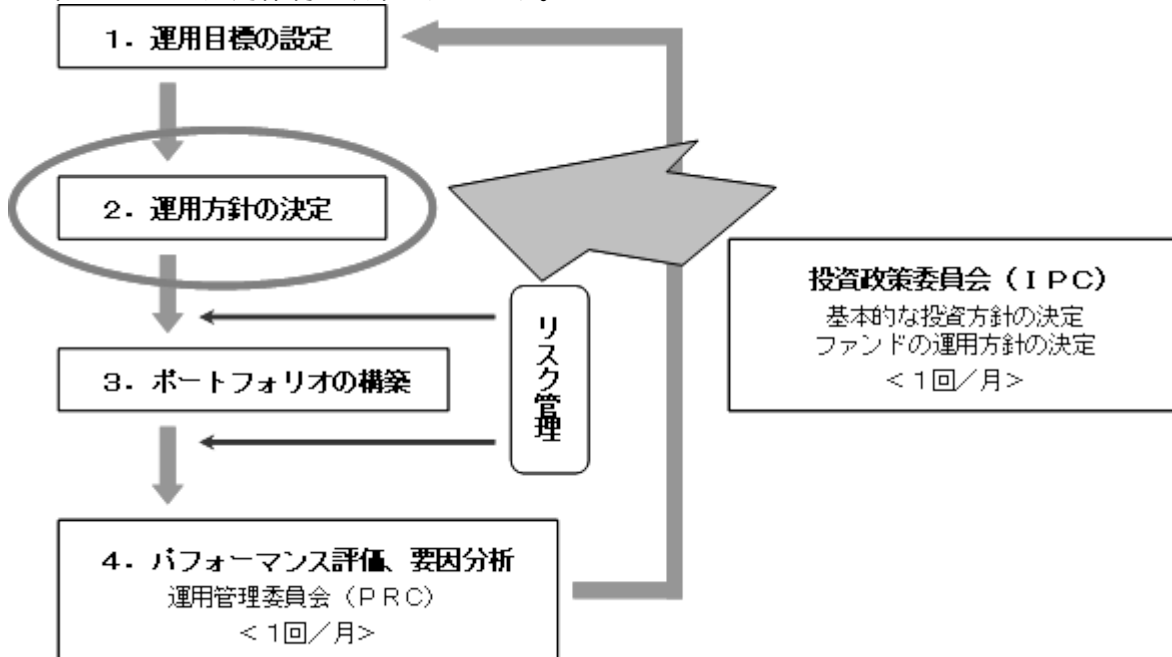 1．運用目標の設定
2．運用方針の決定
投資政策委員会（ＩＰＣ）
基本的な投資方針の決定
ファンドの運用方針の決定
＜1回／月＞
リスク管理
3．ポートフォリオの構築
4．パフォーマンス評価、要因分析
運用管理委員会（ＰＲＣ）
＜1回／月＞